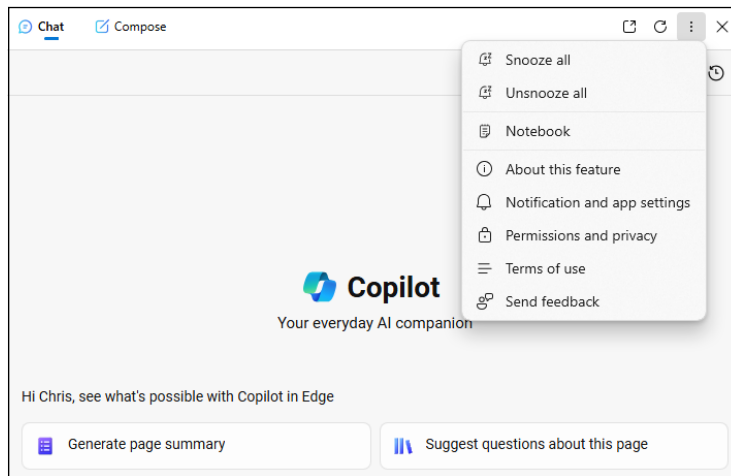 Chat
Compose
Snooze all
Unsnooze all
Notebook
About this feature
Notification and app settings
Permissions and privacy
Terms of use
Send feedback
Copilot
Your everyday AI companion
Hi Chris, see what's possible with Copilot in Edge
Generate page summary
Suggest questions about this page